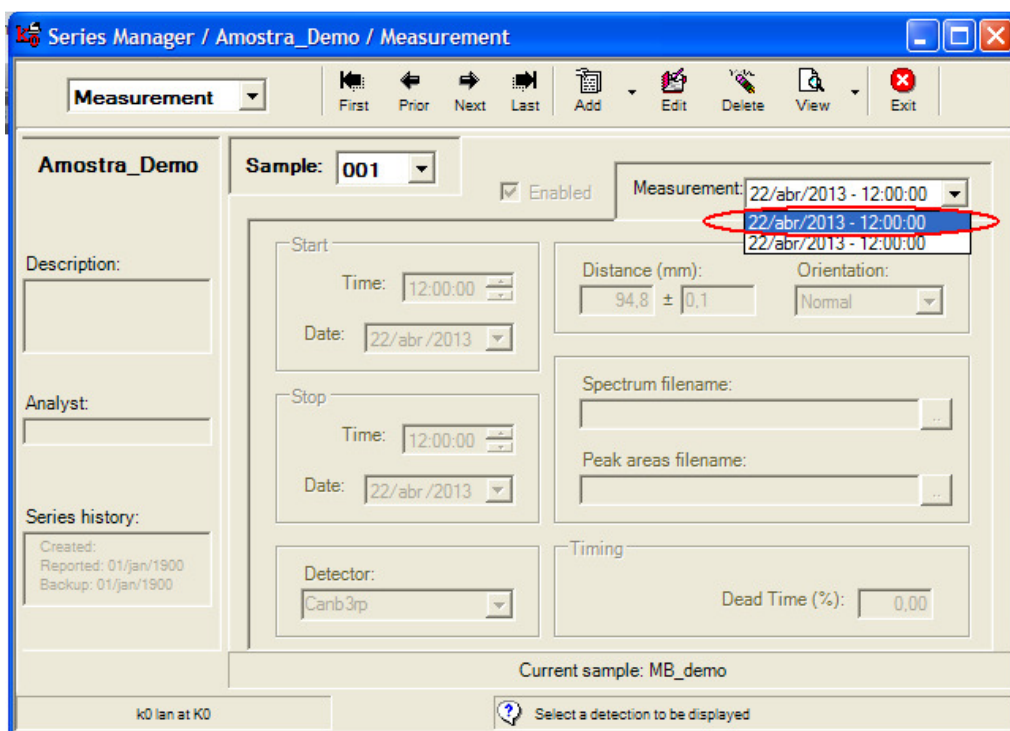 Series Manager / Amostra_Demo / Measurement
Measurement
First Prior Next Last Add Edit Delete View Exit
Amostra_Demo
Sample: 001
Enabled
Measurement: 22/abr/2013 - 12:00:00
22/abr/2013 - 12:00:00
22/abr/2013 - 12:00:00
Description:
Analyst:
Series history:
Created:
Reported: 01/jan/1900
Backup: 01/jan/1900
Start
Time: 12:00:00
Date: 22/abr/2013
Stop
Time: 12:00:00
Date: 22/abr/2013
Detector:
Canb3rp
Distance (mm):
94,8 ± 0,1
Orientation:
Normal
Spectrum filename:
..
Peak areas filename:
..
Timing
Dead Time (%): 0,00
Current sample: MB_demo
k0 lan at K0
Select a detection to be displayed